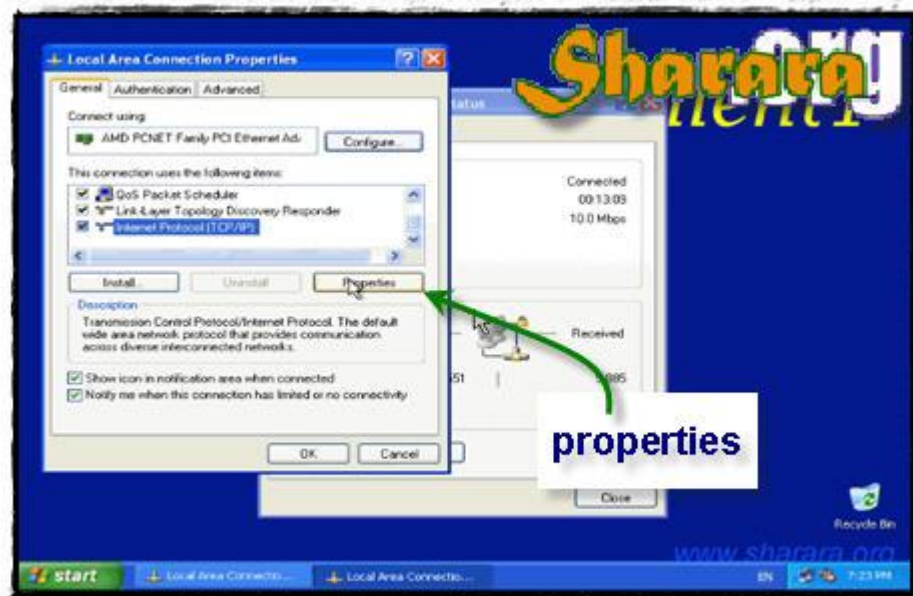 Sharara.org
Client1
Local Area Connection Properties
General Authentication Advanced
Connect using:
AMD PCNET Family PCI Ethernet Ad
Configure...
This connection uses the following items:
QoS Packet Scheduler
Link-Layer Topology Discovery Responder
Internet Protocol (TCP/IP)
Install... Uninstall Properties
Description
Transmission Control Protocol/Internet Protocol. The default
wide area network protocol that provides communication
across diverse interconnected networks.
Show icon in notification area when connected
Notify me when this connection has limited or no connectivity
OK Cancel
Status
Connected
00:13:03
10.0 Mbps
Received
Close
properties
Recycle Bin
www.sharara.org
start Local Area Connectio... Local Area Connectio... EN 7:23 PM